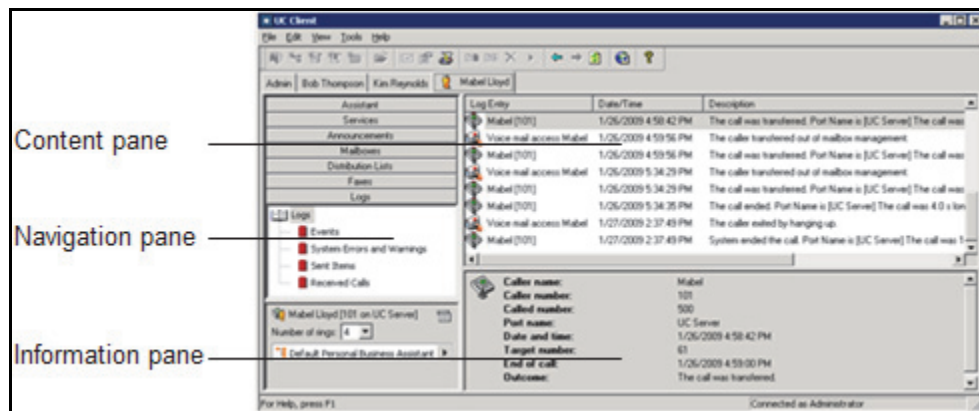 UC Client
File Edit View Tools Help
Admin Bob Thompson Kim Reynolds Mabel Lloyd
Assistant
Services
Announcements
Mailboxes
Distribution Lists
Faxes
Logs
Logs
Events
System Errors and Warnings
Sent Items
Received Calls
Mabel Lloyd [101 on UC Server]
Number of rings: 4
Default Personal Business Assistant
Log Entry Date/Time Description
Mabel [101] 1/26/2009 4:58:42 PM The call was transferred. Port Name is [UC Server] The call was
Voice mail access Mabel 1/26/2009 4:59:56 PM The caller transferred out of mailbox management.
Mabel [101] 1/26/2009 4:59:56 PM The call was transferred. Port Name is [UC Server] The call was
Voice mail access Mabel 1/26/2009 5:34:29 PM The caller transferred out of mailbox management.
Mabel [101] 1/26/2009 5:34:29 PM The call was transferred. Port Name is [UC Server] The call was
Mabel [101] 1/26/2009 5:34:35 PM The call ended. Port Name is [UC Server] The call was 4.0 s lon
Voice mail access Mabel 1/27/2009 2:37:49 PM The caller exited by hanging up.
Mabel [101] 1/27/2009 2:37:49 PM System ended the call. Port Name is [UC Server] The call was 1
Caller name: Mabel
Caller number: 101
Called number: 500
Port name: UC Server
Date and time: 1/26/2009 4:58:42 PM
Target number: 61
End of call: 1/26/2009 4:59:00 PM
Outcome: The call was transferred.
For Help, press F1 Connected as Administrator
Content pane
Navigation pane
Information pane